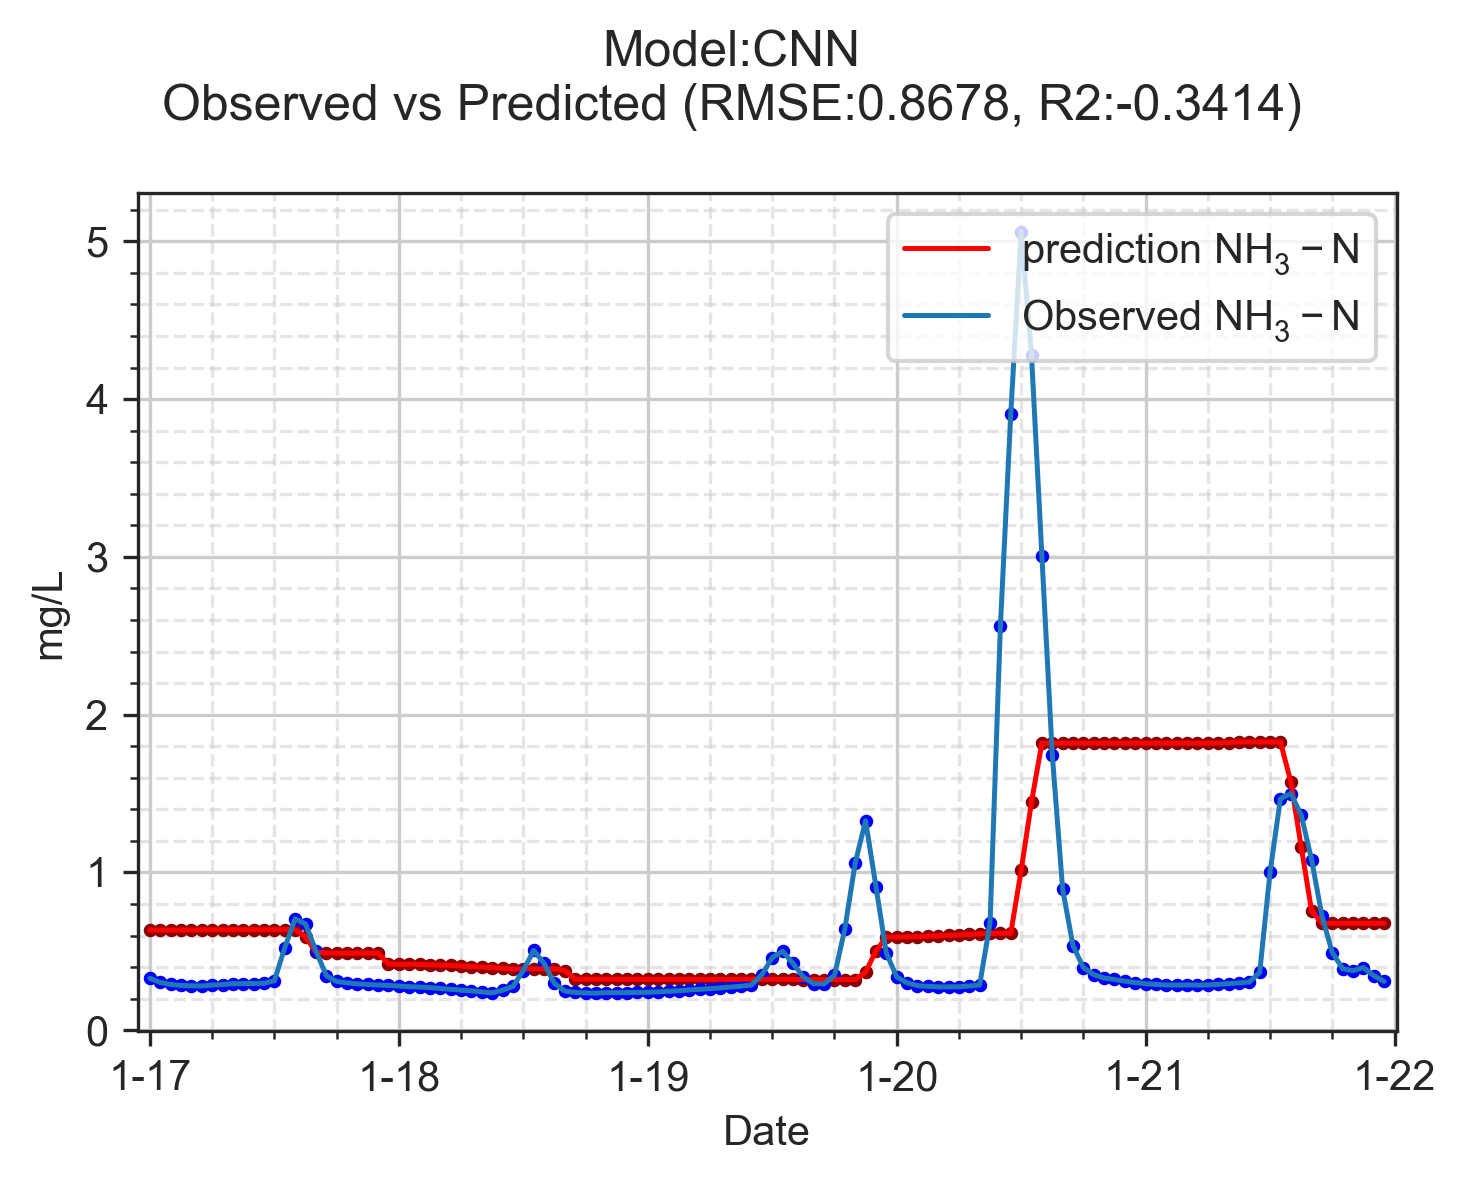 Model:CNN
Observed vs Predicted (RMSE:0.8678, R2:-0.3414)
prediction NH₃ − N
Observed NH₃ − N
5
4
3
2
1
0
mg/L
1-17 1-18 1-19 1-20 1-21 1-22
Date